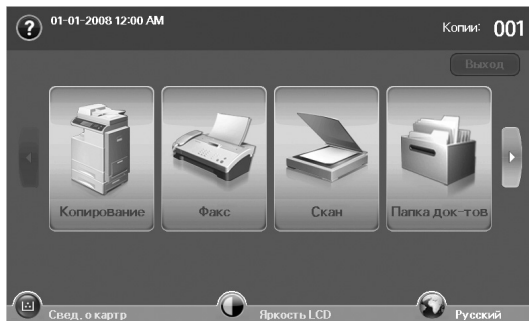 01-01-2008 12:00 AM
Копии: 001
Выход
Копирование
Факс
Скан
Папка док-тов
Свед. о картр
Яркость LCD
Русский